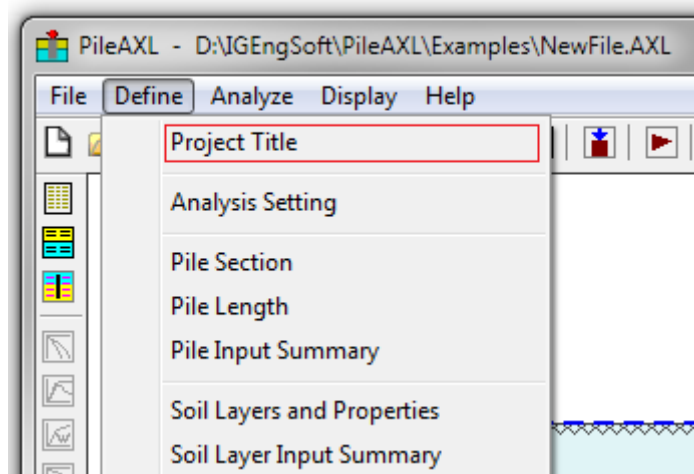 PileAXL - D:\IGEngSoft\PileAXL\Examples\NewFile.AXL
File Define Analyze Display Help
Project Title
Analysis Setting
Pile Section
Pile Length
Pile Input Summary
Soil Layers and Properties
Soil Layer Input Summary